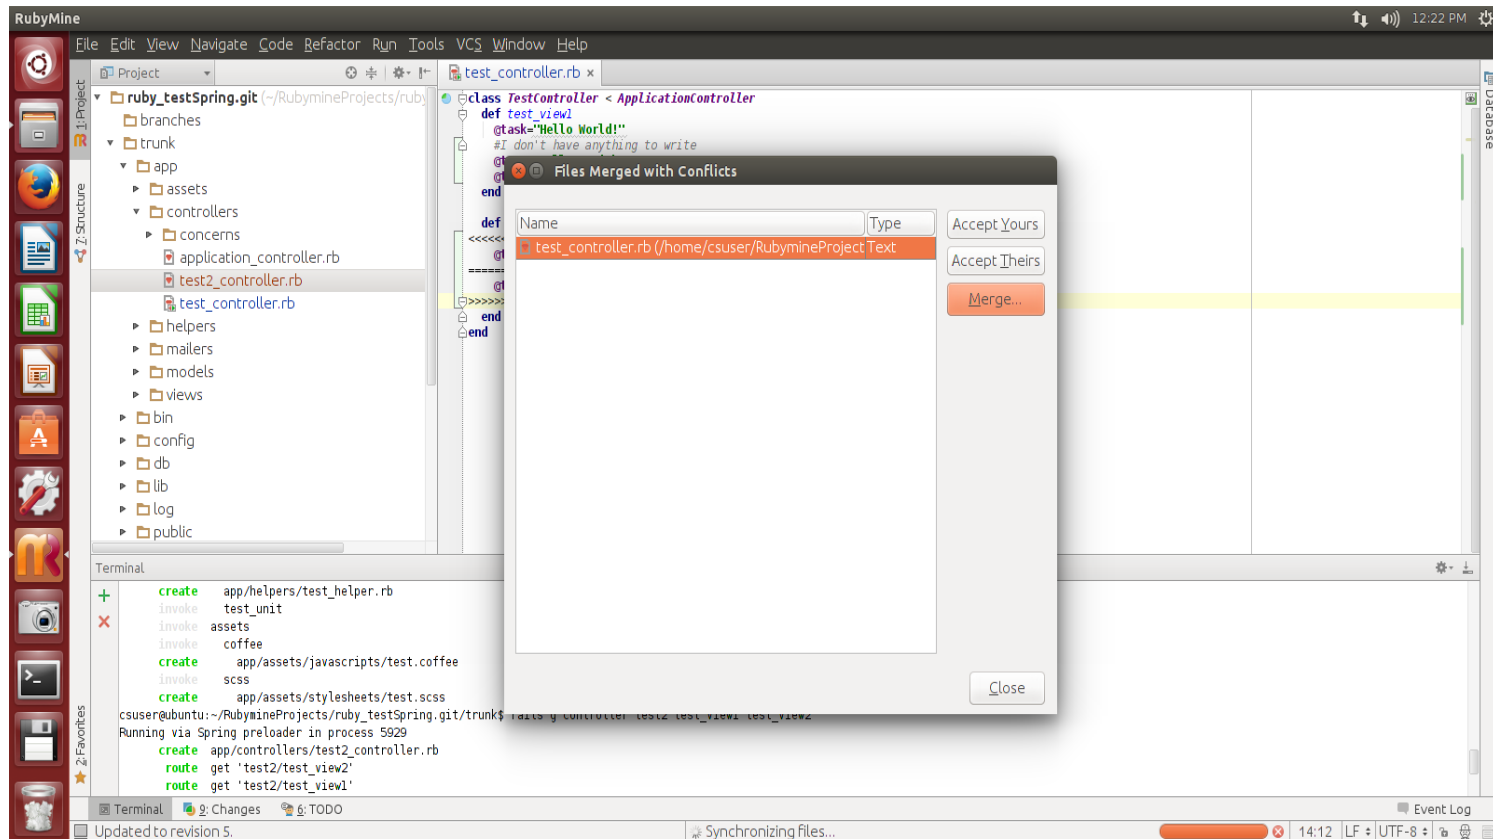 RubyMine
12:22 PM
File Edit View Navigate Code Refactor Run Tools VCS Window Help
Project
test_controller.rb ×
1: Project
7: Structure
2: Favorites
Database
ruby_testSpring.git (~/RubymineProjects/ruby
branches
trunk
app
assets
controllers
concerns
application_controller.rb
test2_controller.rb
test_controller.rb
helpers
mailers
models
views
bin
config
db
lib
log
public
class TestController < ApplicationController
def test_view1
@task="Hello World!"
#I don't have anything to write
end
def
<<<<<<
======
>>>>>>
end
end
Files Merged with Conflicts
Name Type
test_controller.rb (/home/csuser/RubymineProject Text
Accept Yours
Accept Theirs
Merge...
Close
Terminal
create app/helpers/test_helper.rb
invoke test_unit
invoke assets
invoke coffee
create app/assets/javascripts/test.coffee
invoke scss
create app/assets/stylesheets/test.scss
csuser@ubuntu:~/RubymineProjects/ruby_testSpring.git/trunk$ rails g controller test2 test_view1 test_view2
Running via Spring preloader in process 5929
create app/controllers/test2_controller.rb
route get 'test2/test_view2'
route get 'test2/test_view1'
Terminal 9: Changes 6: TODO Event Log
Updated to revision 5. Synchronizing files... 14:12 LF UTF-8